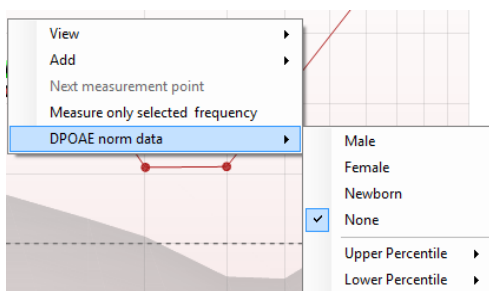 View
Add
Next measurement point
Measure only selected frequency
DPOAE norm data
Male
Female
Newborn
None
Upper Percentile
Lower Percentile